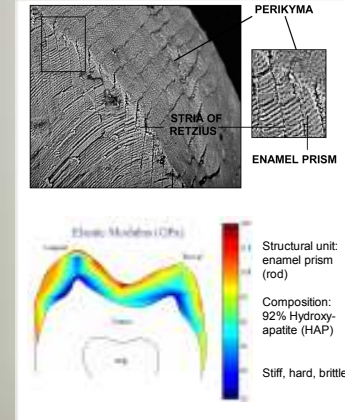 PERIKYMA
STRIA OF
RETZIUS
ENAMEL PRISM
Elastic Modulus (GPa)
Structural unit:
enamel prism
(rod)
Composition:
92% Hydroxy-
apatite (HAP)
Stiff, hard, brittle